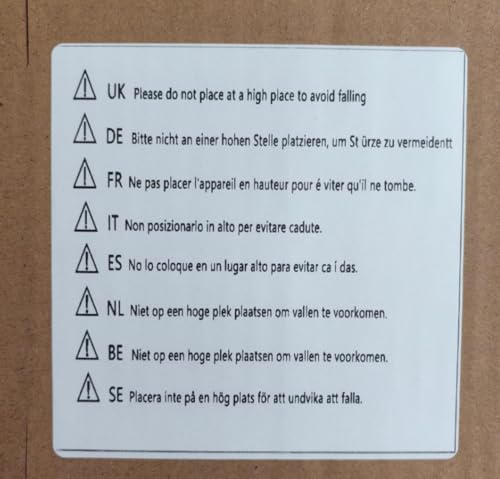 UK Please do not place at a high place to avoid falling
DE Bitte nicht an einer hohen Stelle platzieren, um St ürze zu vermeidentt
FR Ne pas placer l'appareil en hauteur pour é viter qu'il ne tombe.
IT Non posizionarlo in alto per evitare cadute.
ES No lo coloque en un lugar alto para evitar ca í das.
NL Niet op een hoge plek plaatsen om vallen te voorkomen.
BE Niet op een hoge plek plaatsen om vallen te voorkomen.
SE Placera inte på en hög plats för att undvika att falla.